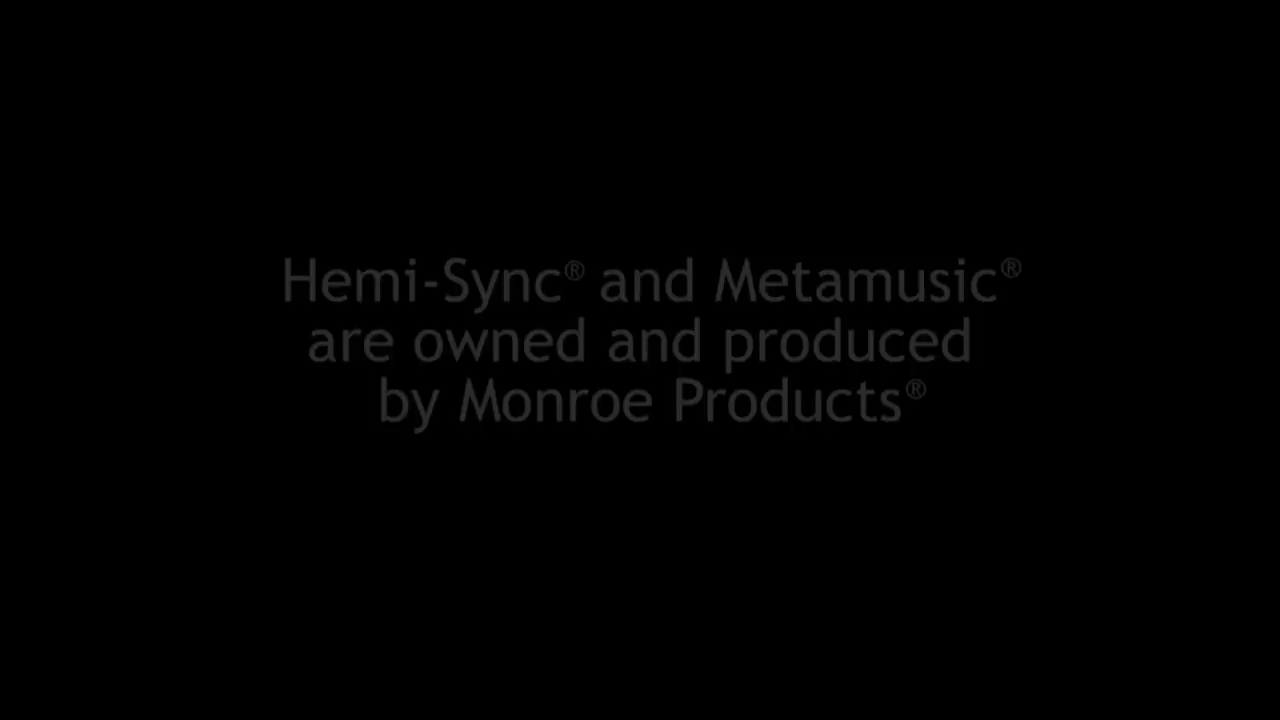 Hemi-Sync® and Metamusic®
are owned and produced
by Monroe Products®